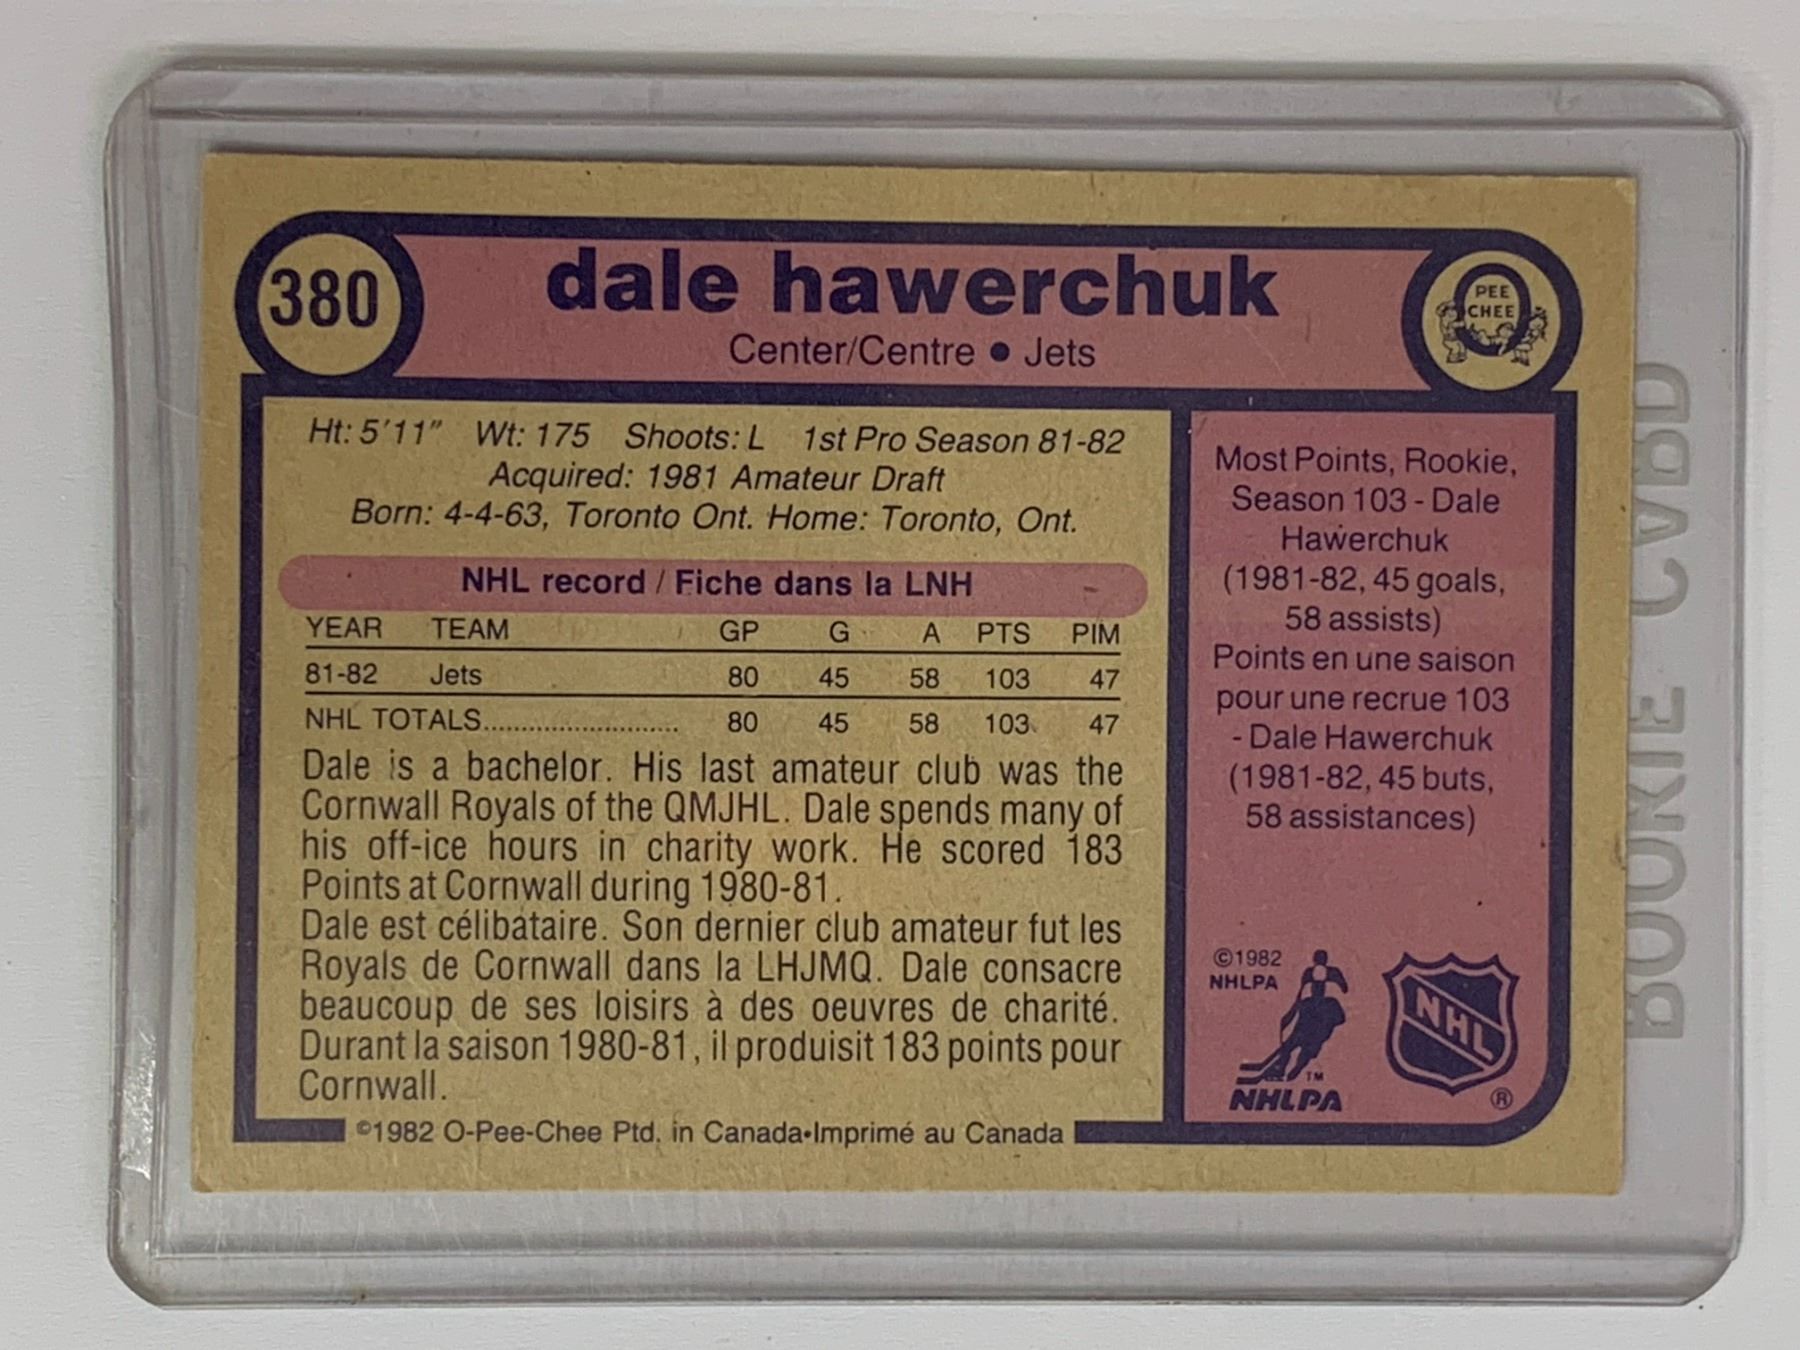 380
dale hawerchuk
Center/Centre • Jets
PEE
CHEE
Ht: 5'11" Wt: 175 Shoots: L 1st Pro Season 81-82
Acquired: 1981 Amateur Draft
Born: 4-4-63, Toronto Ont. Home: Toronto, Ont.
NHL record / Fiche dans la LNH
YEAR TEAM GP G A PTS PIM
81-82 Jets 80 45 58 103 47
NHL TOTALS.......................... 80 45 58 103 47
Dale is a bachelor. His last amateur club was the
Cornwall Royals of the QMJHL. Dale spends many of
his off-ice hours in charity work. He scored 183
Points at Cornwall during 1980-81.
Dale est célibataire. Son dernier club amateur fut les
Royals de Cornwall dans la LHJMQ. Dale consacre
beaucoup de ses loisirs à des oeuvres de charité.
Durant la saison 1980-81, il produisit 183 points pour
Cornwall.
©1982 O-Pee-Chee Ptd. in Canada•Imprimé au Canada
Most Points, Rookie,
Season 103 - Dale
Hawerchuk
(1981-82, 45 goals,
58 assists)
Points en une saison
pour une recrue 103
- Dale Hawerchuk
(1981-82, 45 buts,
58 assistances)
©1982
NHLPA
TM
NHLPA
NHL
®
ROOKIE CARD